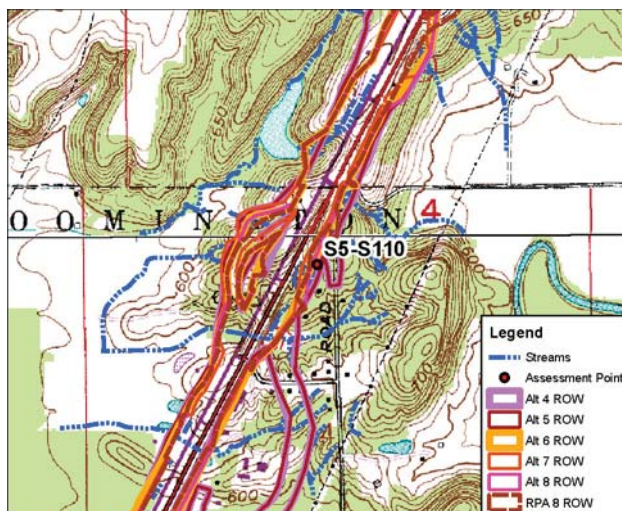 650
650
O O M I N G T O N
4
S5-S110
600
ROAD
600
700
600
Legend
Streams
Assessment Point
Alt 4 ROW
Alt 5 ROW
Alt 6 ROW
Alt 7 ROW
Alt 8 ROW
RPA 8 ROW